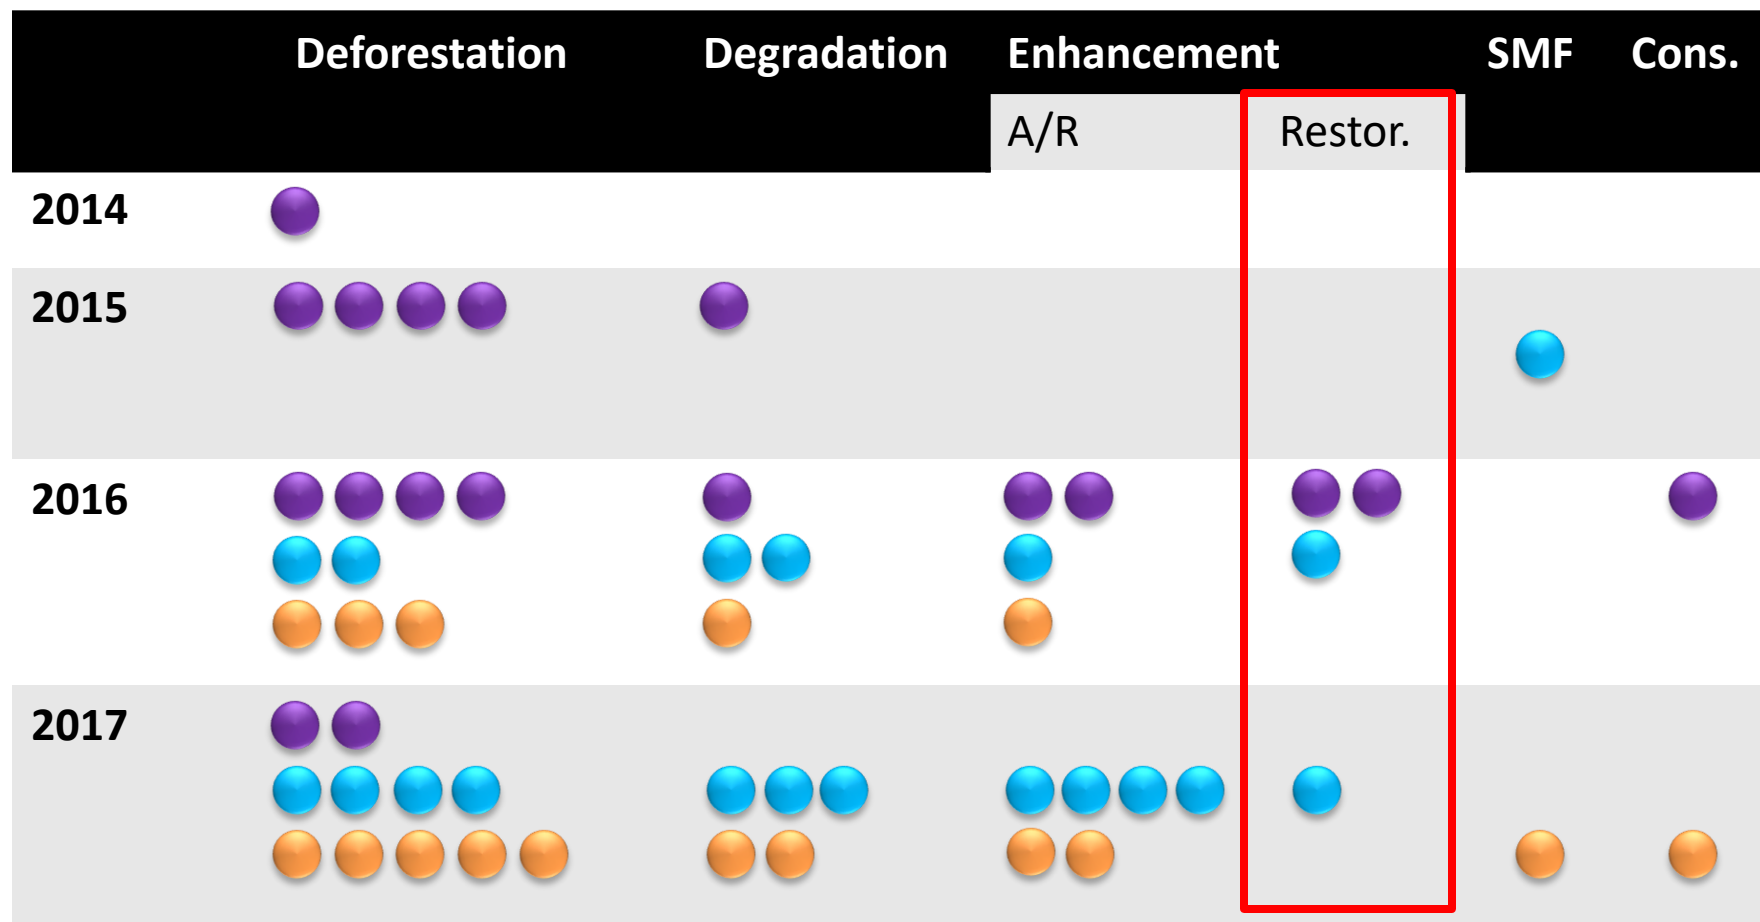 Deforestation Degradation Enhancement SMF Cons.
A/R Restor.
2014
2015
2016
2017